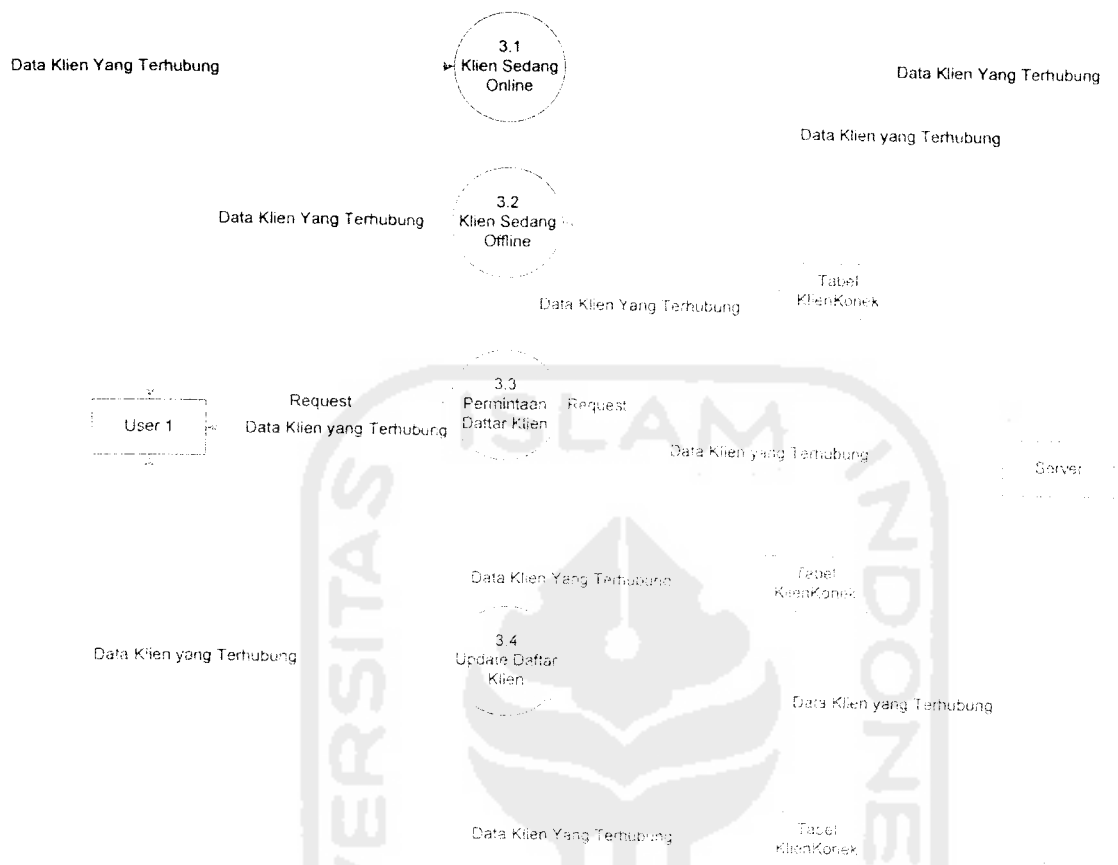 3.1
Klien Sedang
Online
Data Klien Yang Terhubung
Data Klien Yang Terhubung
Data Klien yang Terhubung
3.2
Klien Sedang
Offline
Data Klien Yang Terhubung
Tabel
KlienKonek
Data Klien Yang Terhubung
3.3
Permintaan
Daftar Klien
Request
Request
User 1
Data Klien yang Terhubung
Data Klien yang Terhubung
Server
Data Klien Yang Terhubung
Tabel
KlienKonek
3.4
Update Daftar
Klien
Data Klien yang Terhubung
Data Klien yang Terhubung
Data Klien Yang Terhubung
Tabel
KlienKonek
ISLAM
INDONE
VERSITAS